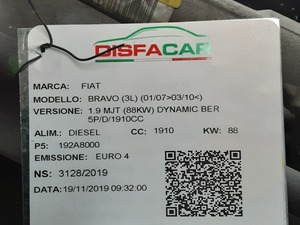 DISFACAR
MARCA: FIAT
MODELLO: BRAVO (3L) (01/07>03/10<)
VERSIONE: 1.9 MJT (88KW) DYNAMIC BER
5P/D/1910CC
ALIM.: DIESEL CC: 1910 KW: 88
P5: 192A8000
EMISSIONE: EURO 4
NS: 3128/2019
DATA:19/11/2019 09:32:00